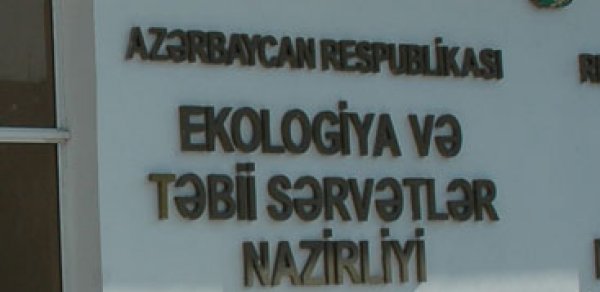 AZƏRBAYCAN RESPUBLİKASI
EKOLOGİYA VƏ
TƏBİİ SƏRVƏTLƏR
NAZİRLİYİ